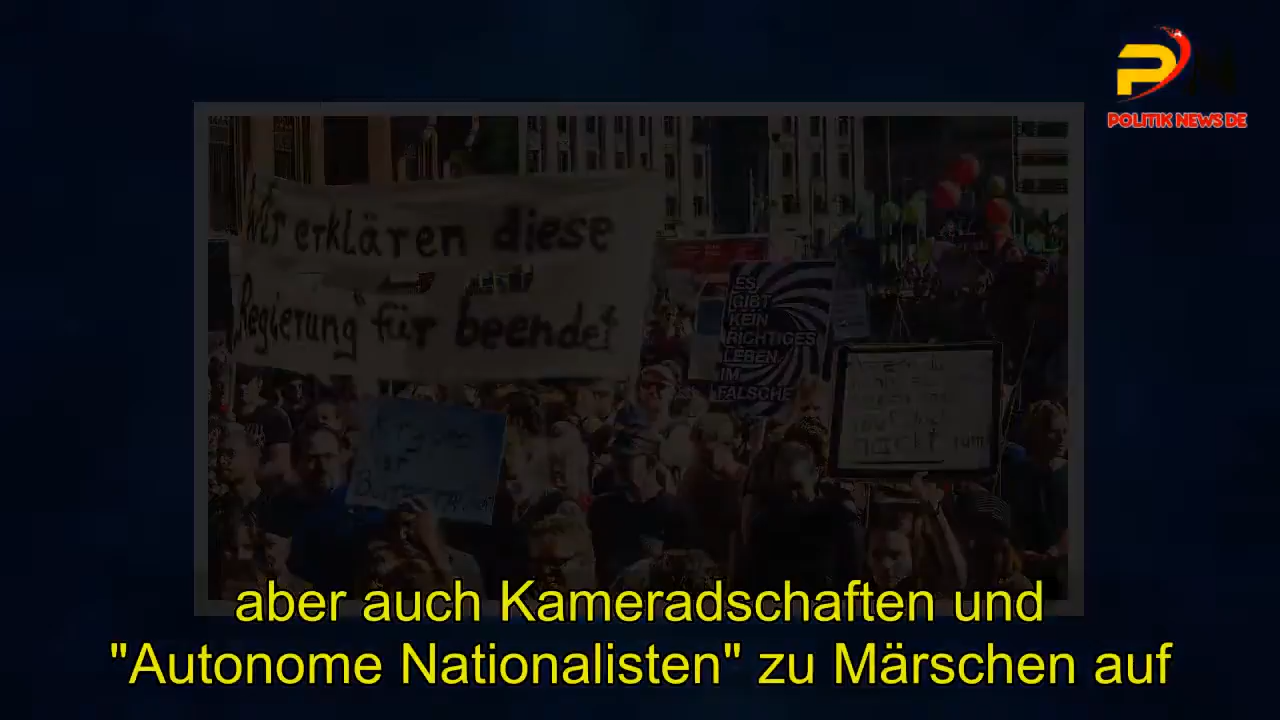 POLITIK NEWS DE
Wir erklären diese
Regierung für beendet
ES
GIBT
KEIN
RICHTIGES
LEBEN
IM
FALSCHEN
aber auch Kameradschaften und
"Autonome Nationalisten" zu Märschen auf